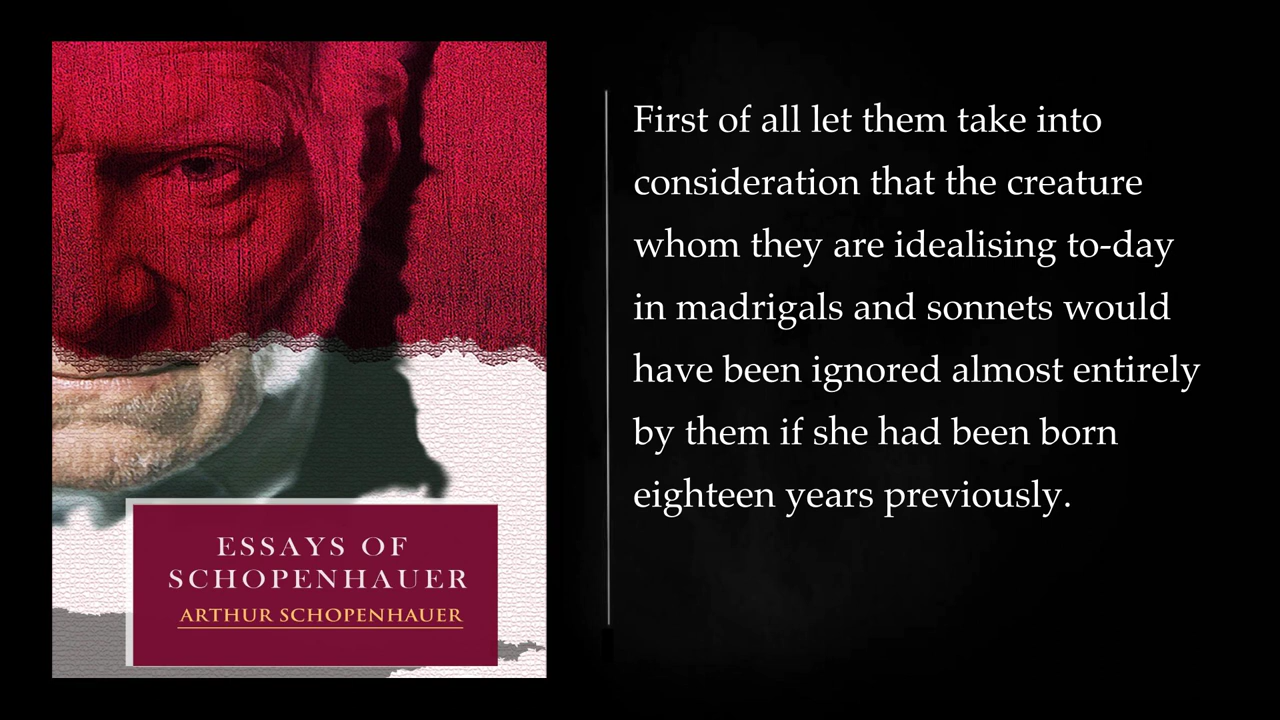 ESSAYS OF
SCHOPENHAUER
ARTHUR SCHOPENHAUER
First of all let them take into
consideration that the creature
whom they are idealising to-day
in madrigals and sonnets would
have been ignored almost entirely
by them if she had been born
eighteen years previously.